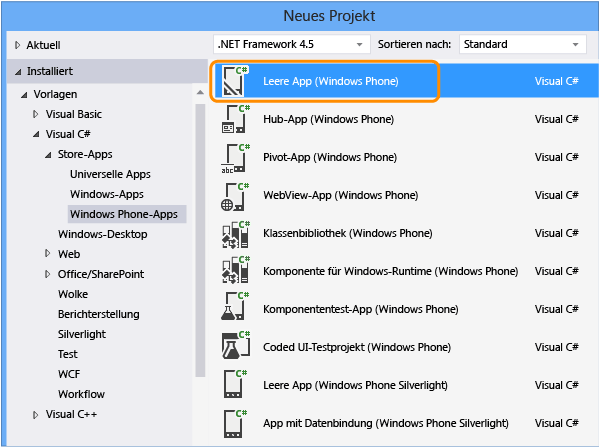 Neues Projekt
Aktuell
.NET Framework 4.5
Sortieren nach:
Standard
Installiert
Vorlagen
Visual Basic
Visual C#
Store-Apps
Universelle Apps
Windows-Apps
Windows Phone-Apps
Windows-Desktop
Web
Office/SharePoint
Wolke
Berichterstellung
Silverlight
Test
WCF
Workflow
Visual C++
C# Leere App (Windows Phone) Visual C#
C# Hub-App (Windows Phone) Visual C#
C# abc Pivot-App (Windows Phone) Visual C#
C# WebView-App (Windows Phone) Visual C#
C# Klassenbibliothek (Windows Phone) Visual C#
C# Komponente für Windows-Runtime (Windows Phone) Visual C#
C# Komponententest-App (Windows Phone) Visual C#
C# Coded UI-Testprojekt (Windows Phone) Visual C#
C# Leere App (Windows Phone Silverlight) Visual C#
C# App mit Datenbindung (Windows Phone Silverlight) Visual C#